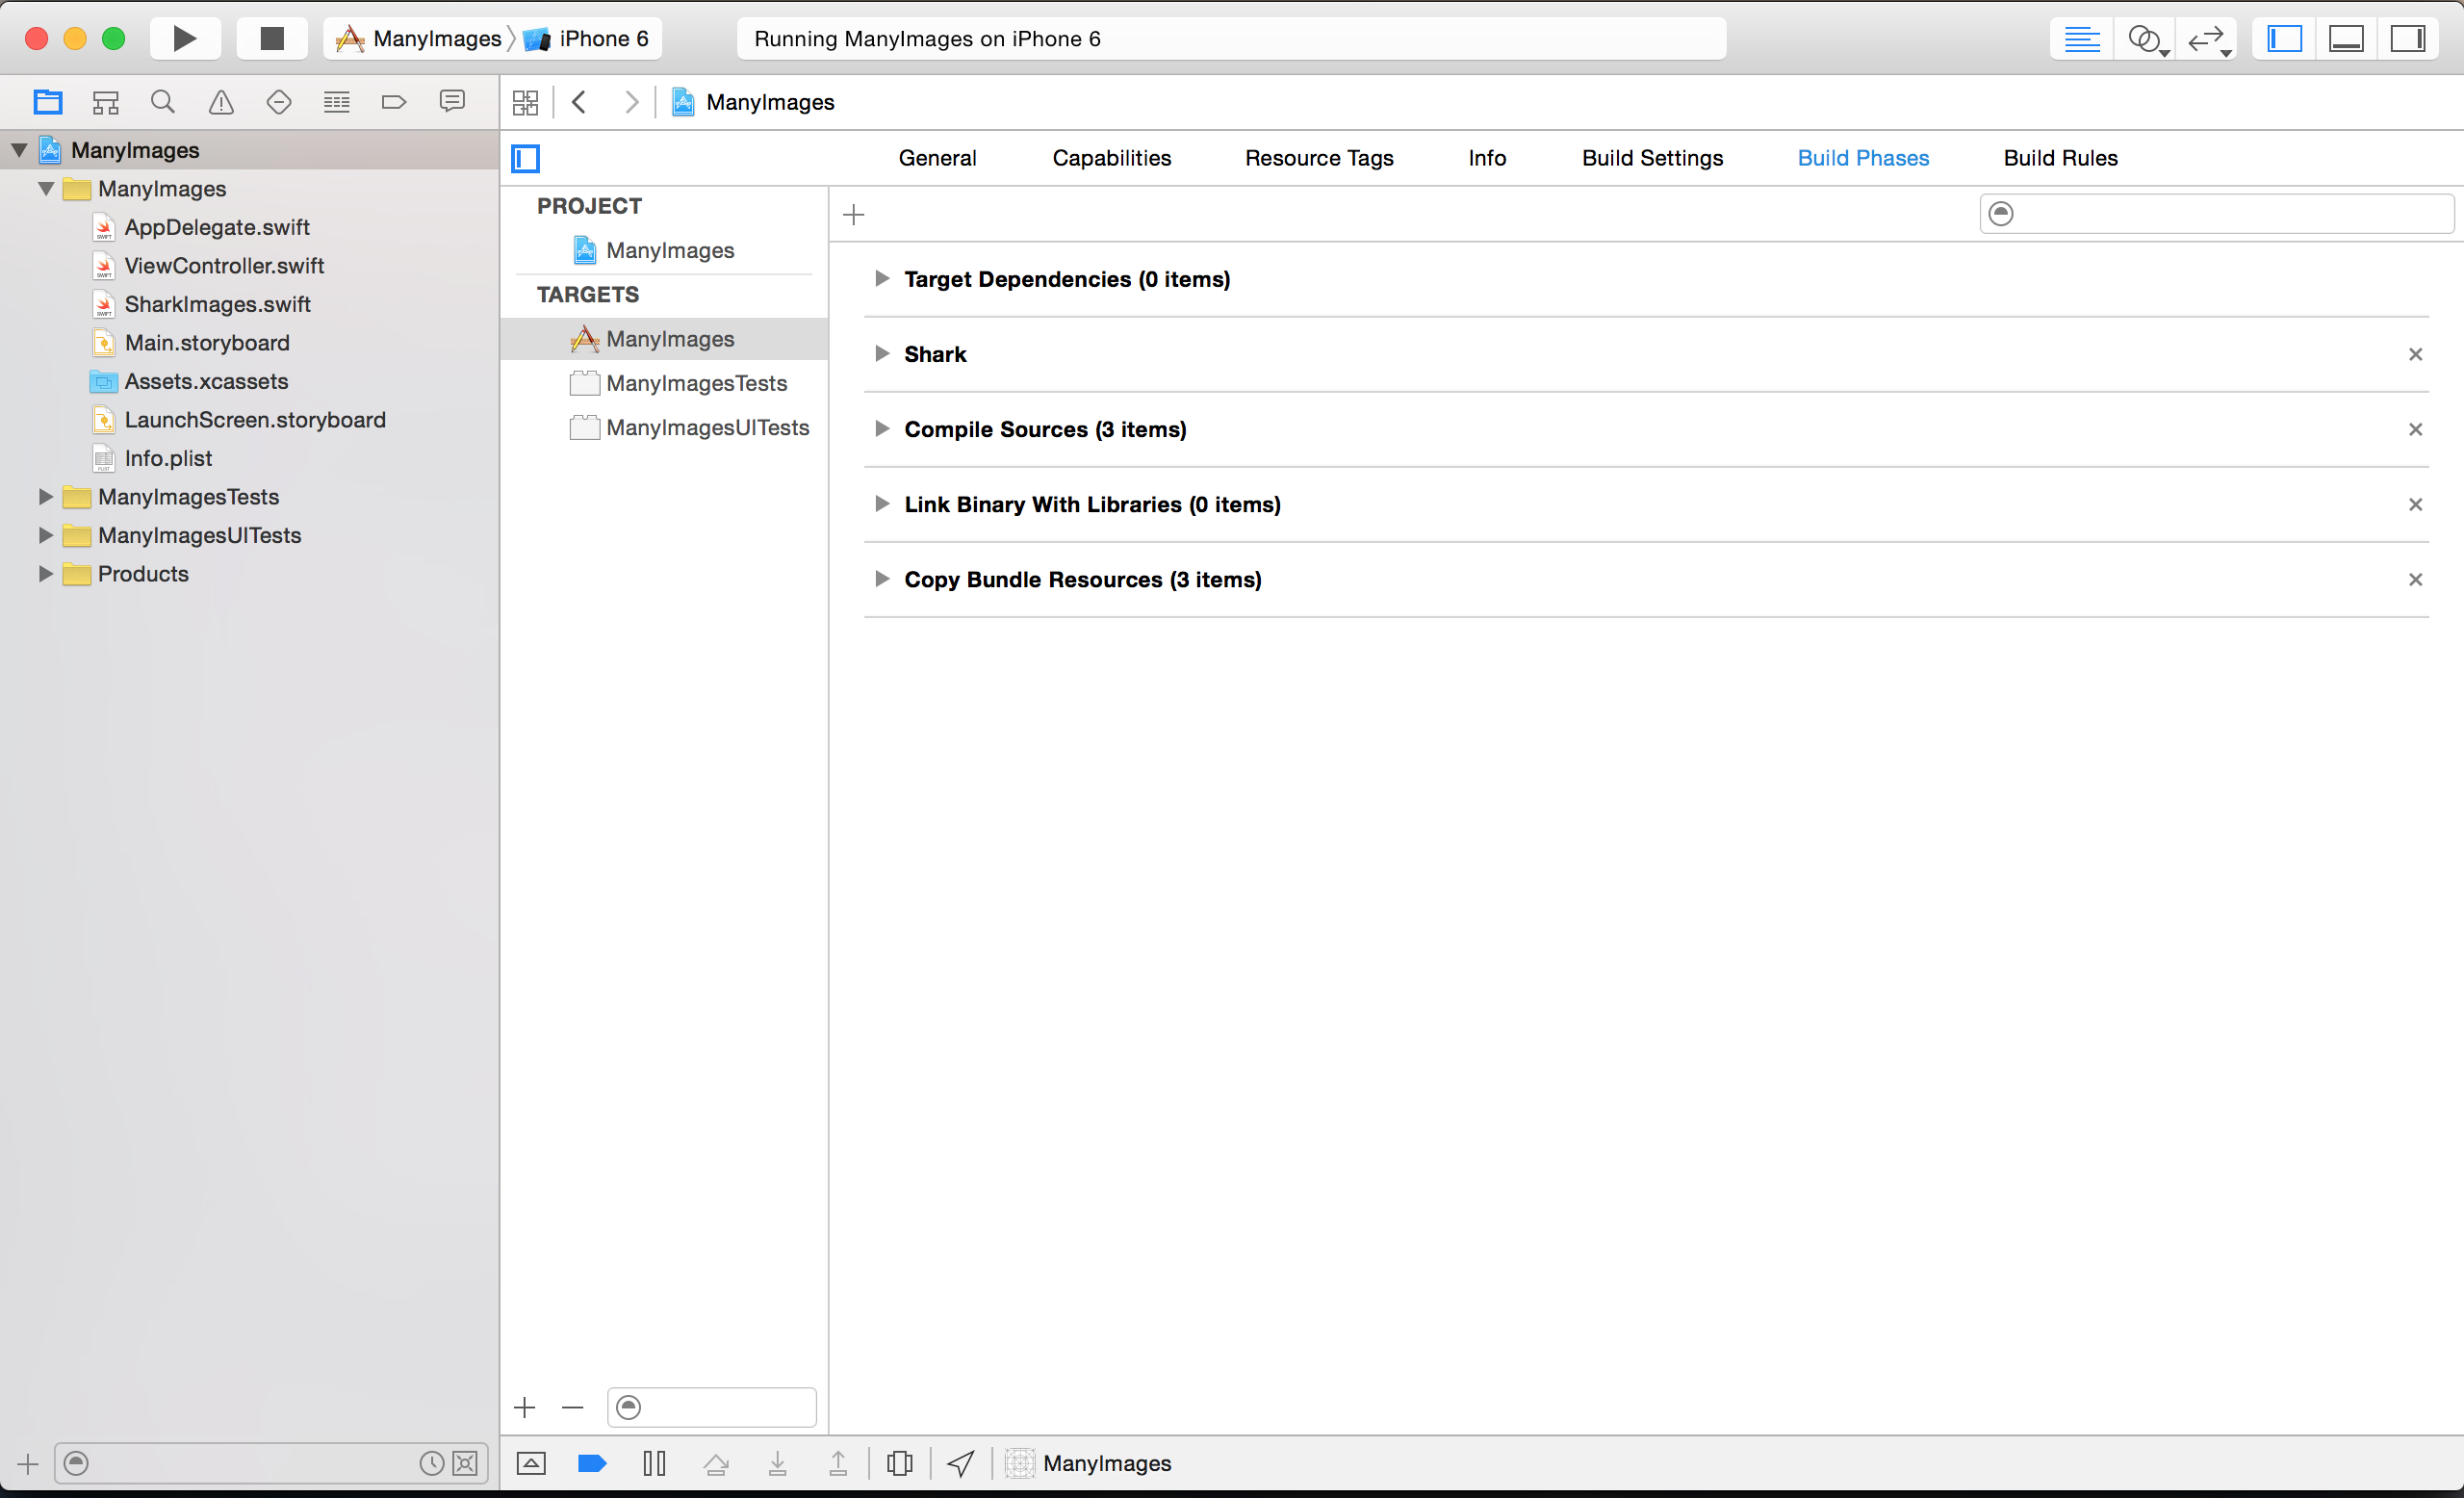 ManyImages
iPhone 6
Running ManyImages on iPhone 6
ManyImages
ManyImages
ManyImages
AppDelegate.swift
ViewController.swift
SharkImages.swift
Main.storyboard
Assets.xcassets
LaunchScreen.storyboard
Info.plist
ManyImagesTests
ManyImagesUITests
Products
General
Capabilities
Resource Tags
Info
Build Settings
Build Phases
Build Rules
PROJECT
ManyImages
TARGETS
ManyImages
ManyImagesTests
ManyImagesUITests
Target Dependencies (0 items)
Shark
Compile Sources (3 items)
Link Binary With Libraries (0 items)
Copy Bundle Resources (3 items)
ManyImages